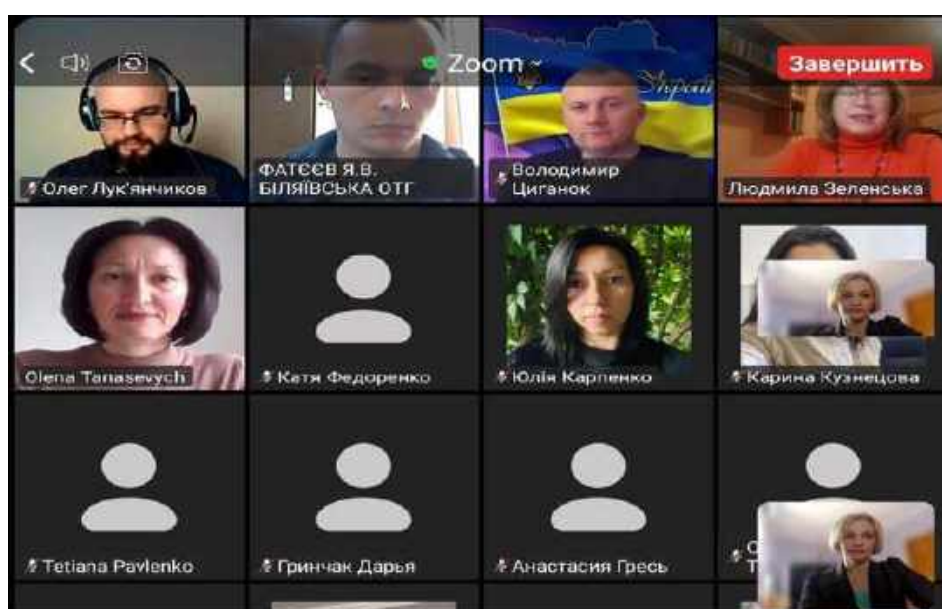 Zoom
Завершить
Україн
Олег Лук'янчиков
ФАТЄЄВ Я.В.
БІЛЯЇВСЬКА ОТГ
Володимир
Циганок
Людмила Зеленська
Olena Tanasevych
Катя Федоренко
Юлія Карпенко
Карина Кузнецова
Tetiana Pavlenko
Гринчак Дарья
Анастасия Гресь